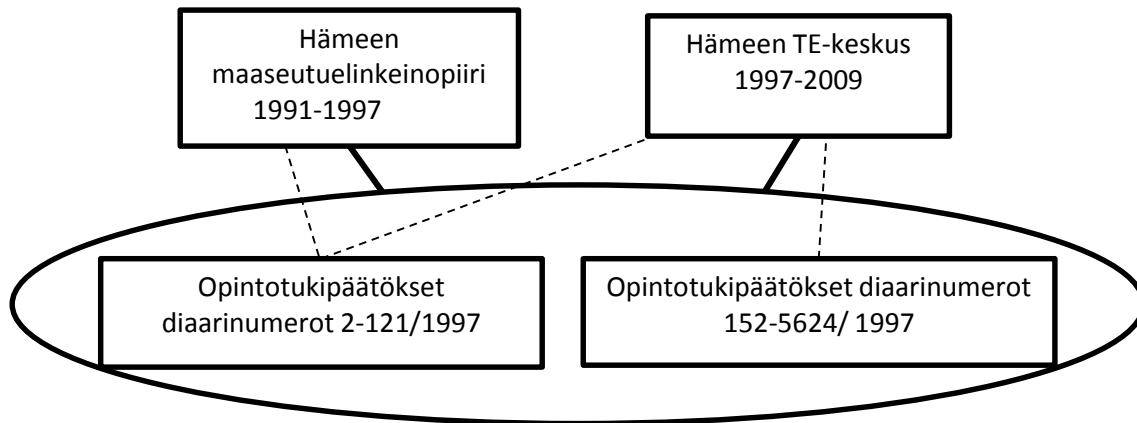 Hämeen
maaseutuelinkeinopiiri
1991-1997
Hämeen TE-keskus
1997-2009
Opintotukipäätökset
diaarinumerot 2-121/1997
Opintotukipäätökset diaarinumerot
152-5624/ 1997